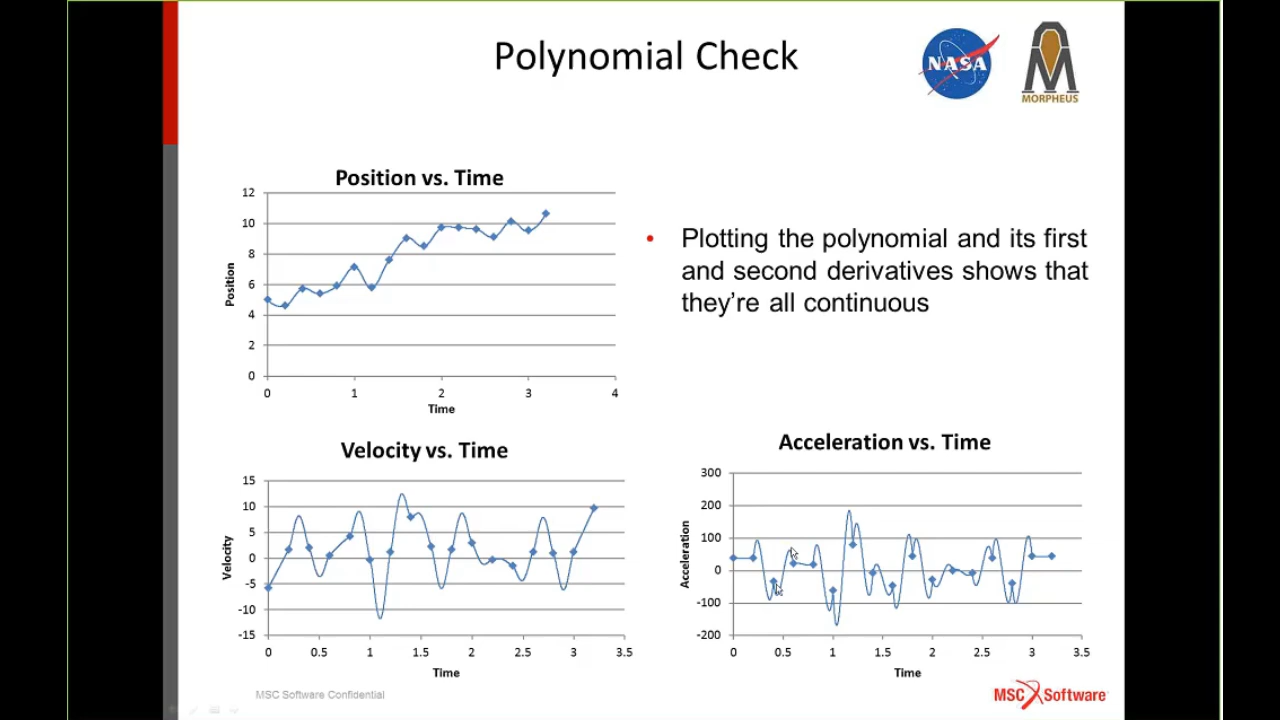 Polynomial Check
NASA
MORPHEUS
Position vs. Time
12
10
8
6
4
2
0
Position
0 1 2 3 4
Time
Plotting the polynomial and its first
and second derivatives shows that
they're all continuous
Velocity vs. Time
15
10
5
0
-5
-10
-15
Velocity
0 0.5 1 1.5 2 2.5 3 3.5
Time
Acceleration vs. Time
300
200
100
0
-100
-200
Acceleration
0 0.5 1 1.5 2 2.5 3 3.5
Time
MSC Software Confidential
MSC Software